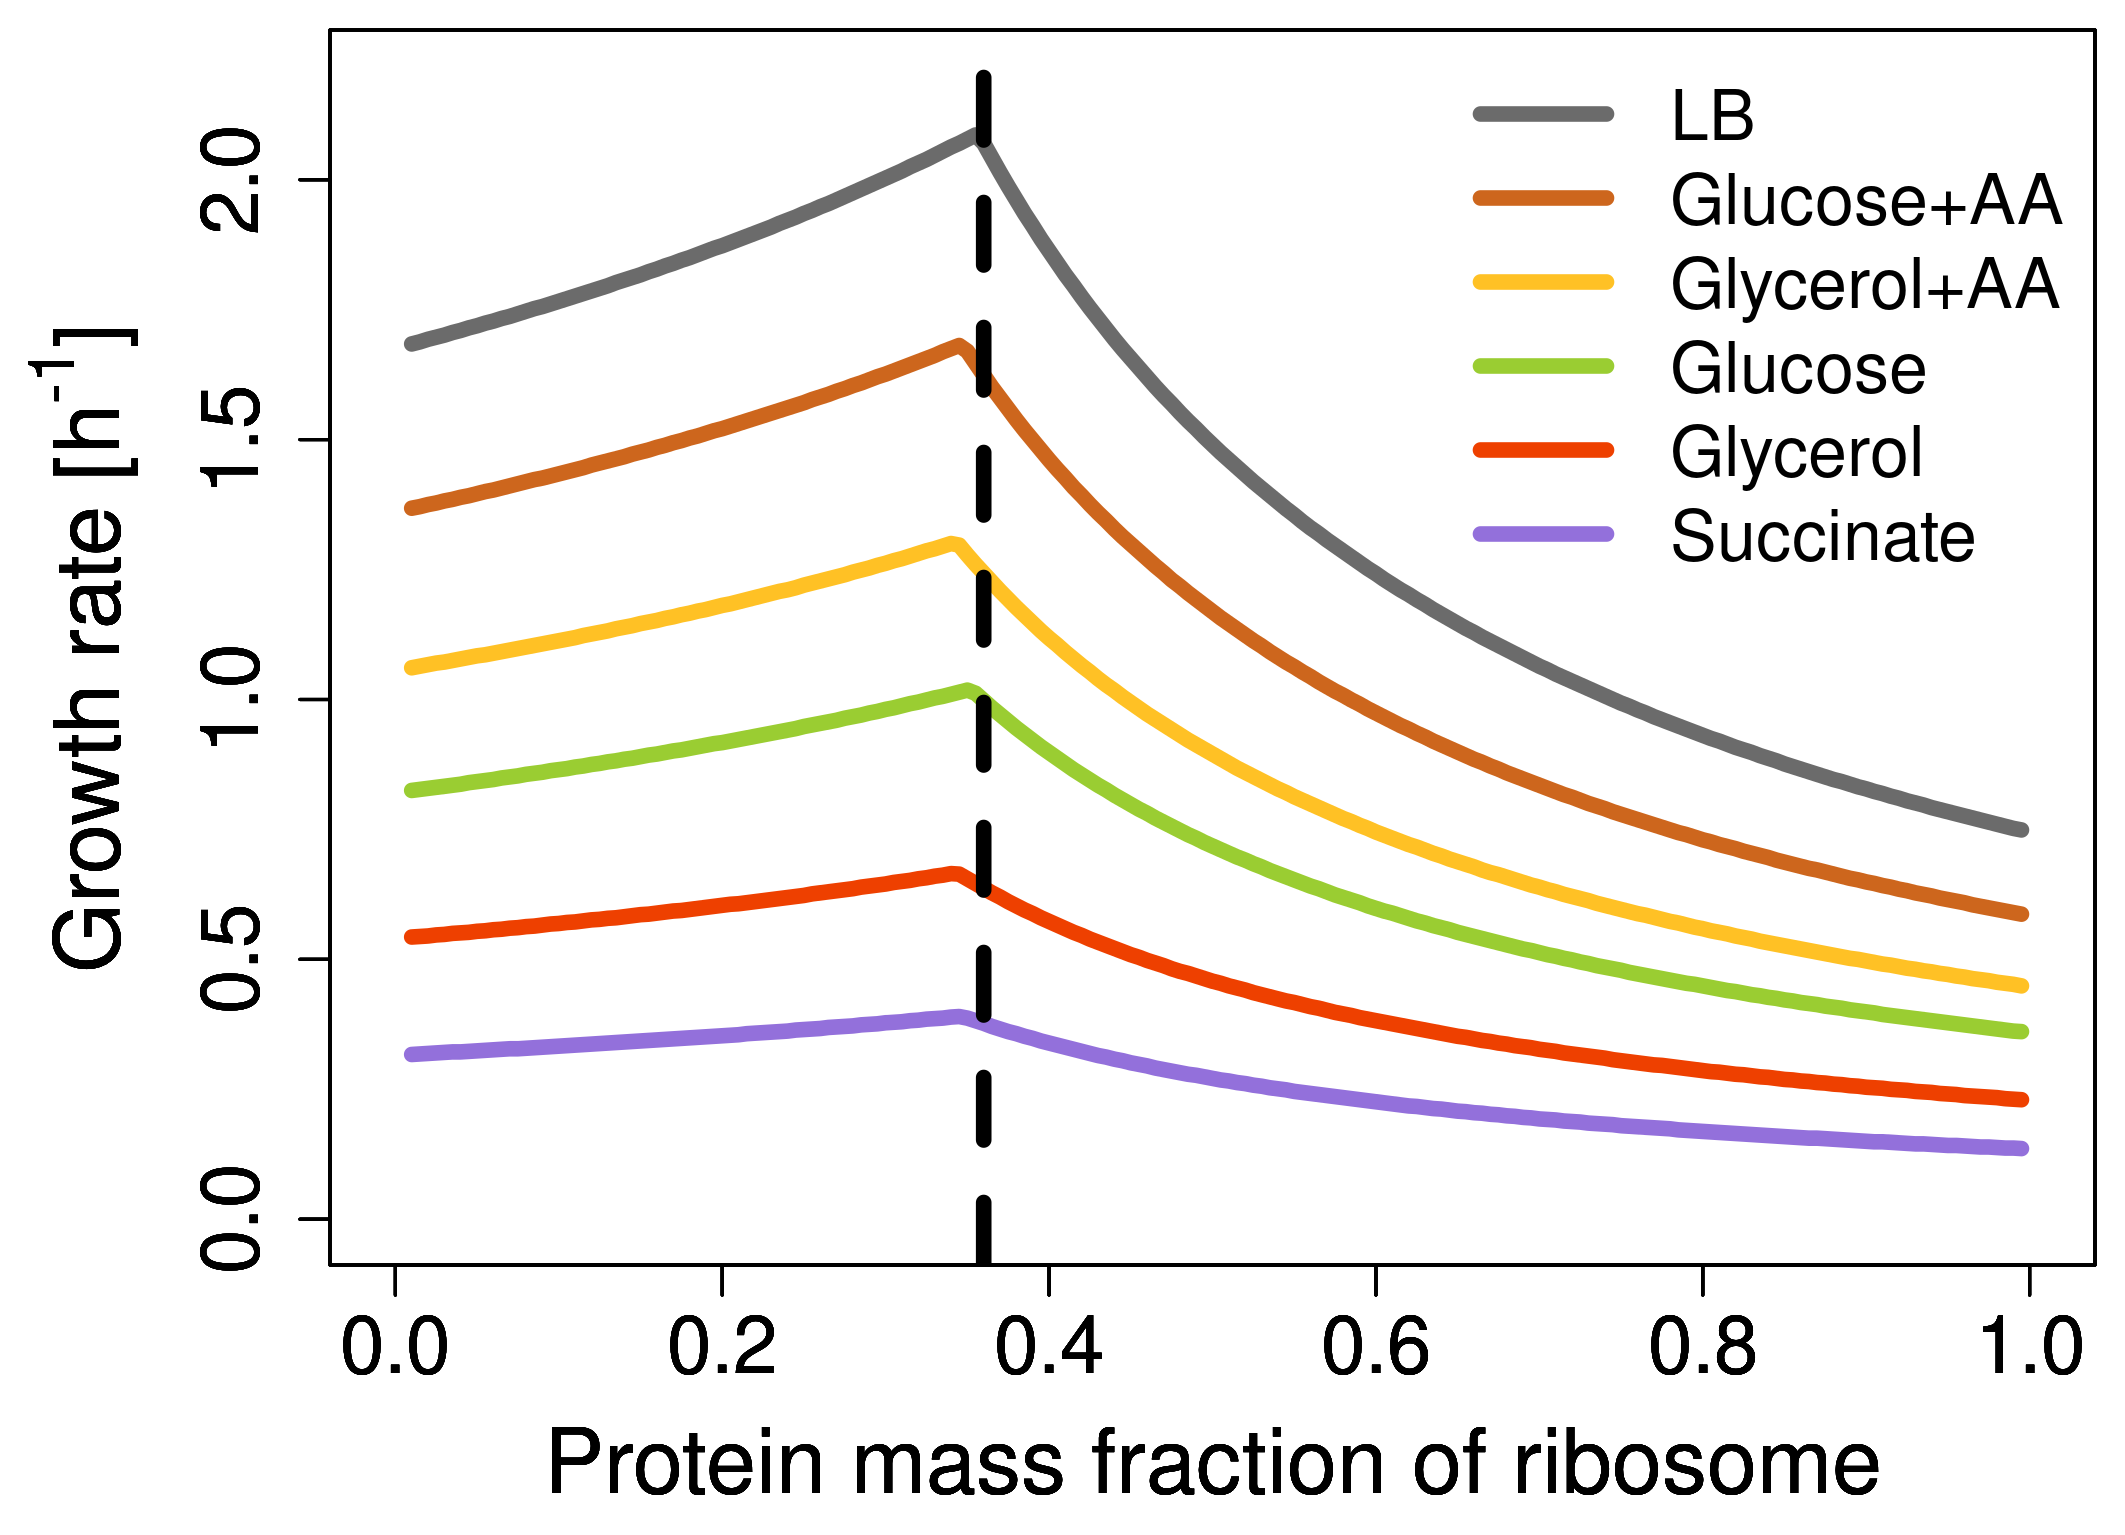 LB
Glucose+AA
Glycerol+AA
Glucose
Glycerol
Succinate
Growth rate [h-1]
2.0
1.5
1.0
0.5
0.0
0.0 0.2 0.4 0.6 0.8 1.0
Protein mass fraction of ribosome